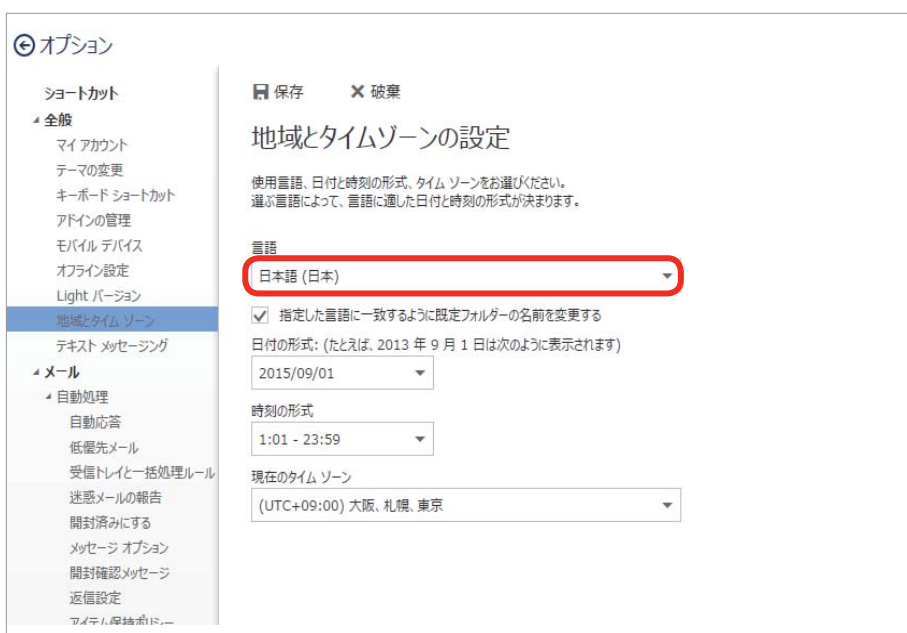 オプション
ショートカット
全般
マイ アカウント
テーマの変更
キーボード ショートカット
アドインの管理
モバイル デバイス
オフライン設定
Light バージョン
地域とタイム ゾーン
テキスト メッセージング
メール
自動処理
自動応答
低優先メール
受信トレイと一括処理ルール
迷惑メールの報告
開封済みにする
メッセージ オプション
開封確認メッセージ
返信設定
アイテム保持ポリシー
保存 破棄
地域とタイムゾーンの設定
使用言語、日付と時刻の形式、タイム ゾーンをお選びください。
選ぶ言語によって、言語に適した日付と時刻の形式が決まります。
言語
日本語 (日本)
指定した言語に一致するように既定フォルダーの名前を変更する
日付の形式: (たとえば、2013 年 9 月 1 日は次のように表示されます)
2015/09/01
時刻の形式
1:01 - 23:59
現在のタイム ゾーン
(UTC+09:00) 大阪、札幌、東京